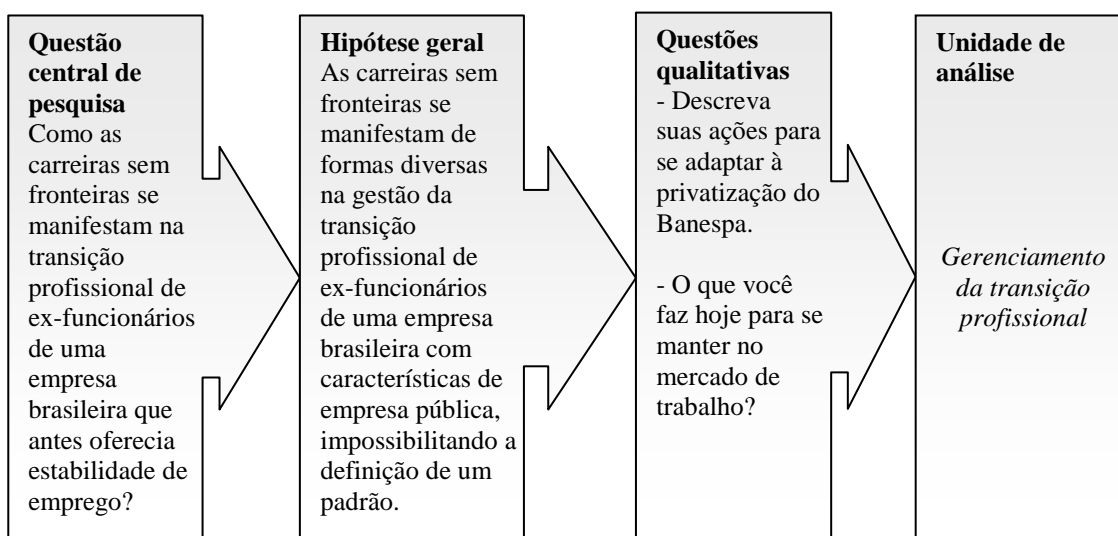 Questão
central de
pesquisa
Como as
carreiras sem
fronteiras se
manifestam na
transição
profissional de
ex-funcionários
de uma
empresa
brasileira que
antes oferecia
estabilidade de
emprego?
Hipótese geral
As carreiras sem
fronteiras se
manifestam de
formas diversas
na gestão da
transição
profissional de
ex-funcionários
de uma empresa
brasileira com
características de
empresa pública,
impossibilitando a
definição de um
padrão.
Questões
qualitativas
- Descreva
suas ações para
se adaptar à
privatização do
Banespa.
- O que você
faz hoje para se
manter no
mercado de
trabalho?
Unidade de
análise
Gerenciamento
da transição
profissional